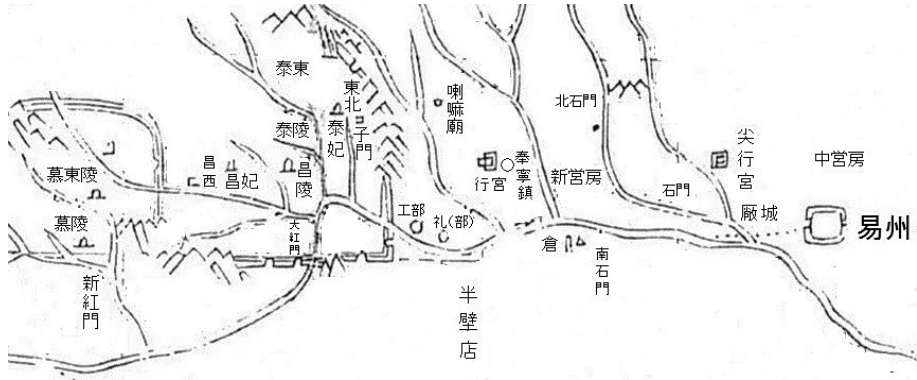 泰東
東北
子門
喇嘛廟
北石門
尖行宮
中営房
泰陵
泰妃
昌西
昌妃
昌陵
慕東陵
慕陵
行宮
奉寧鎮
新営房
石門
厰城
易州
大紅門
工部
礼(部)
倉
南石門
新紅門
半壁店